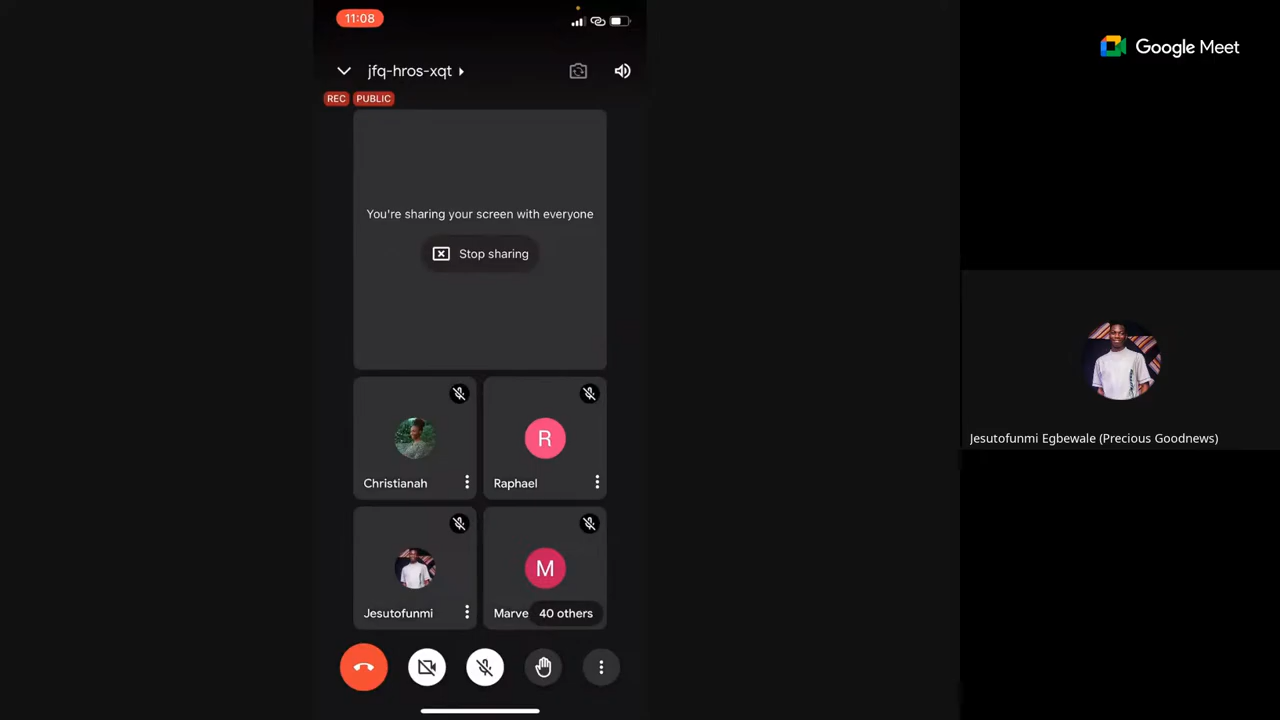 11:08
jfq-hros-xqt
REC PUBLIC
You're sharing your screen with everyone
Stop sharing
Christianah
R
Raphael
Jesutofunmi
M
Marve
40 others
Google Meet
Jesutofunmi Egbewale (Precious Goodnews)